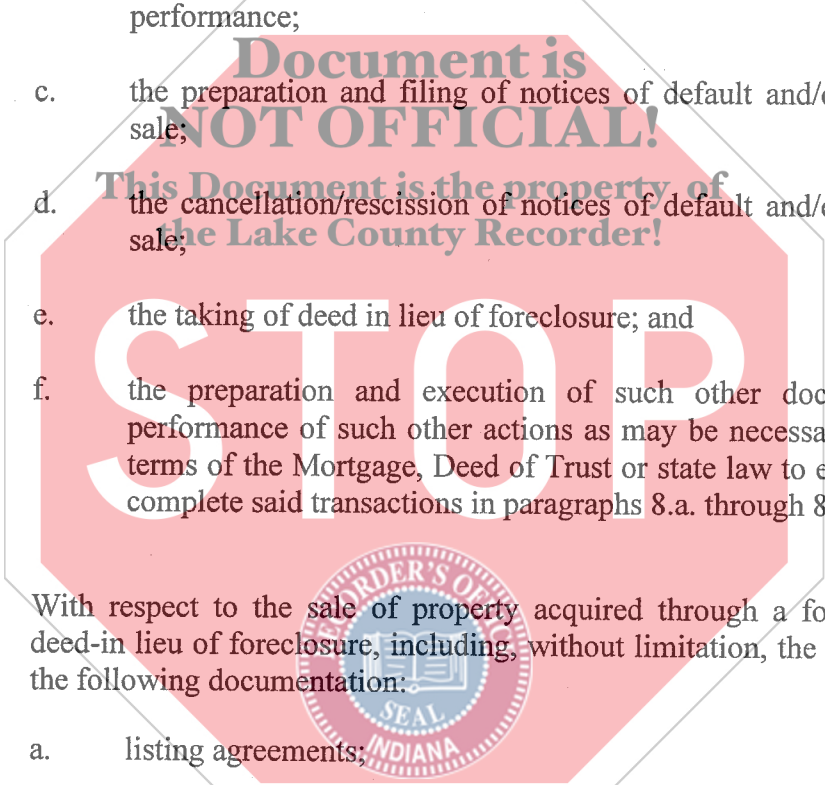 performance;
Document is
c. the preparation and filing of notices of default and/
sale;
NOT OFFICIAL!
This Document is the property of
d. the cancellation/rescission of notices of default and/
sale;
the Lake County Recorder!
e. the taking of deed in lieu of foreclosure; and
STOP
f. the preparation and execution of such other doc
performance of such other actions as may be necessa
terms of the Mortgage, Deed of Trust or state law to e
complete said transactions in paragraphs 8.a. through 8
With respect to the sale of property acquired through a fo
deed-in lieu of foreclosure, including, without limitation, the
the following documentation:
SEAL
INDIANA
a. listing agreements;